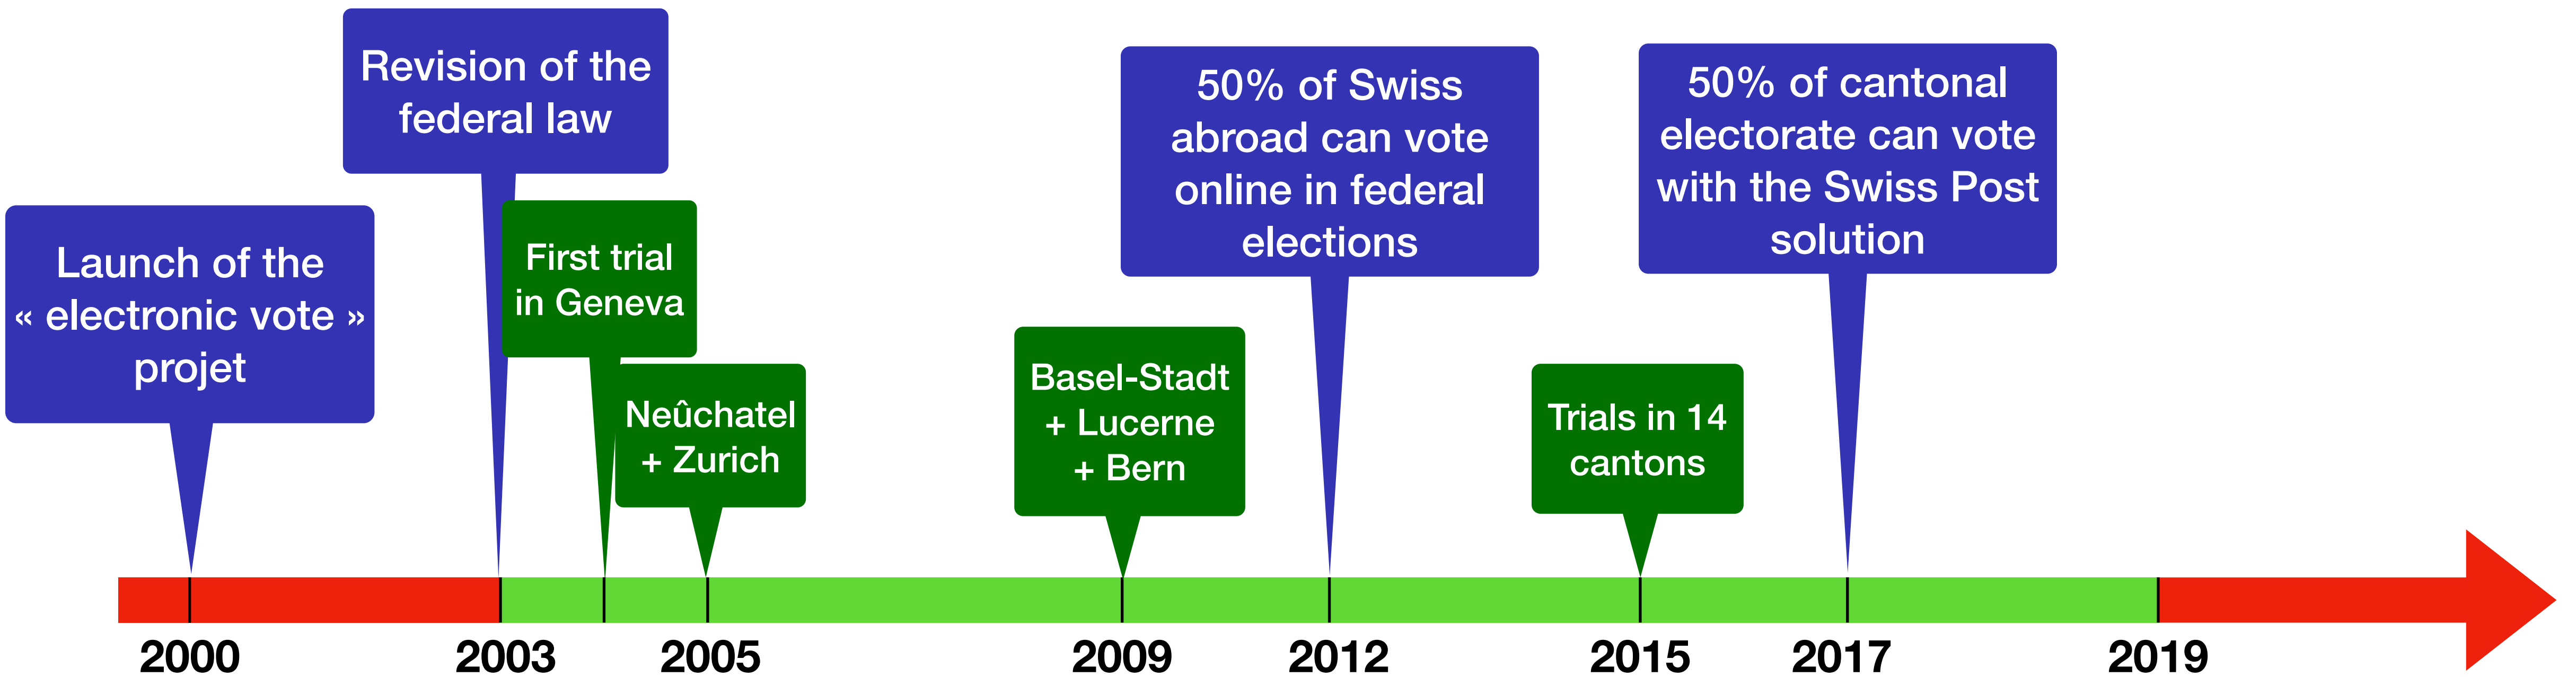 Launch of the
« electronic vote »
projet
Revision of the
federal law
First trial
in Geneva
Neûchatel
+ Zurich
Basel-Stadt
+ Lucerne
+ Bern
50% of Swiss
abroad can vote
online in federal
elections
Trials in 14
cantons
50% of cantonal
electorate can vote
with the Swiss Post
solution
2000
2003
2005
2009
2012
2015
2017
2019